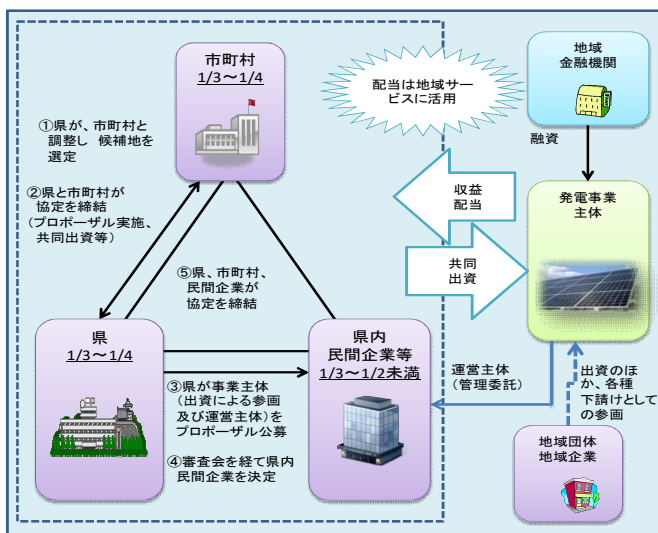 市町村
1/3～1/4
①県が、市町村と
調整し 候補地を
選定
②県と市町村が
協定を締結
（プロポーザル実施、
共同出資等）
⑤県、市町村、
民間企業が
協定を締結
県
1/3～1/4
③県が事業主体
（出資による参画
及び運営主体）を
プロポーザル公募
④審査会を経て県内
民間企業を決定
県内
民間企業等
1/3～1/2未満
配当は地域サー
ビスに活用
収益
配当
共同
出資
地域
金融機関
融資
発電事業
主体
運営主体
（管理委託）
出資のほ
か、各種
下請けとして
の参画
地域団体
地域企業